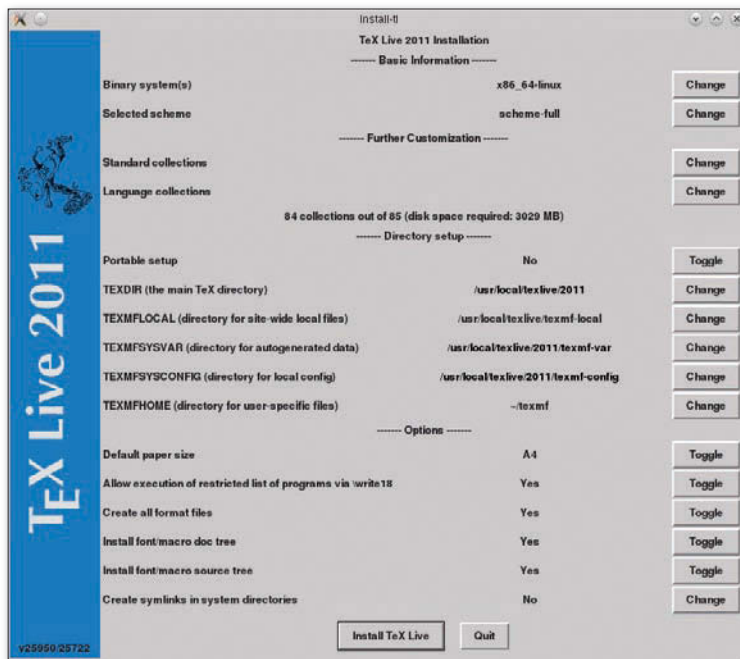 Install-tl
TeX Live 2011 Installation
------- Basic Information -------
Binary system(s) x86_64-linux Change
Selected scheme scheme-full Change
------- Further Customization -------
Standard collections Change
Language collections Change
84 collections out of 85 (disk space required: 3029 MB)
------- Directory setup -------
Portable setup No Toggle
TEXDIR (the main TeX directory) /usr/local/texlive/2011 Change
TEXMFLOCAL (directory for site-wide local files) /usr/local/texlive/texmf-local Change
TEXMFSYSVAR (directory for autogenerated data) /usr/local/texlive/2011/texmf-var Change
TEXMFSYSCONFIG (directory for local config) /usr/local/texlive/2011/texmf-config Change
TEXMFHOME (directory for user-specific files) ~/texmf Change
------- Options -------
Default paper size A4 Toggle
Allow execution of restricted list of programs via \write18 Yes Toggle
Create all format files Yes Toggle
Install font/macro doc tree Yes Toggle
Install font/macro source tree Yes Toggle
Create symlinks in system directories No Change
Install TeX Live Quit
TEX Live 2011
v25950/25722